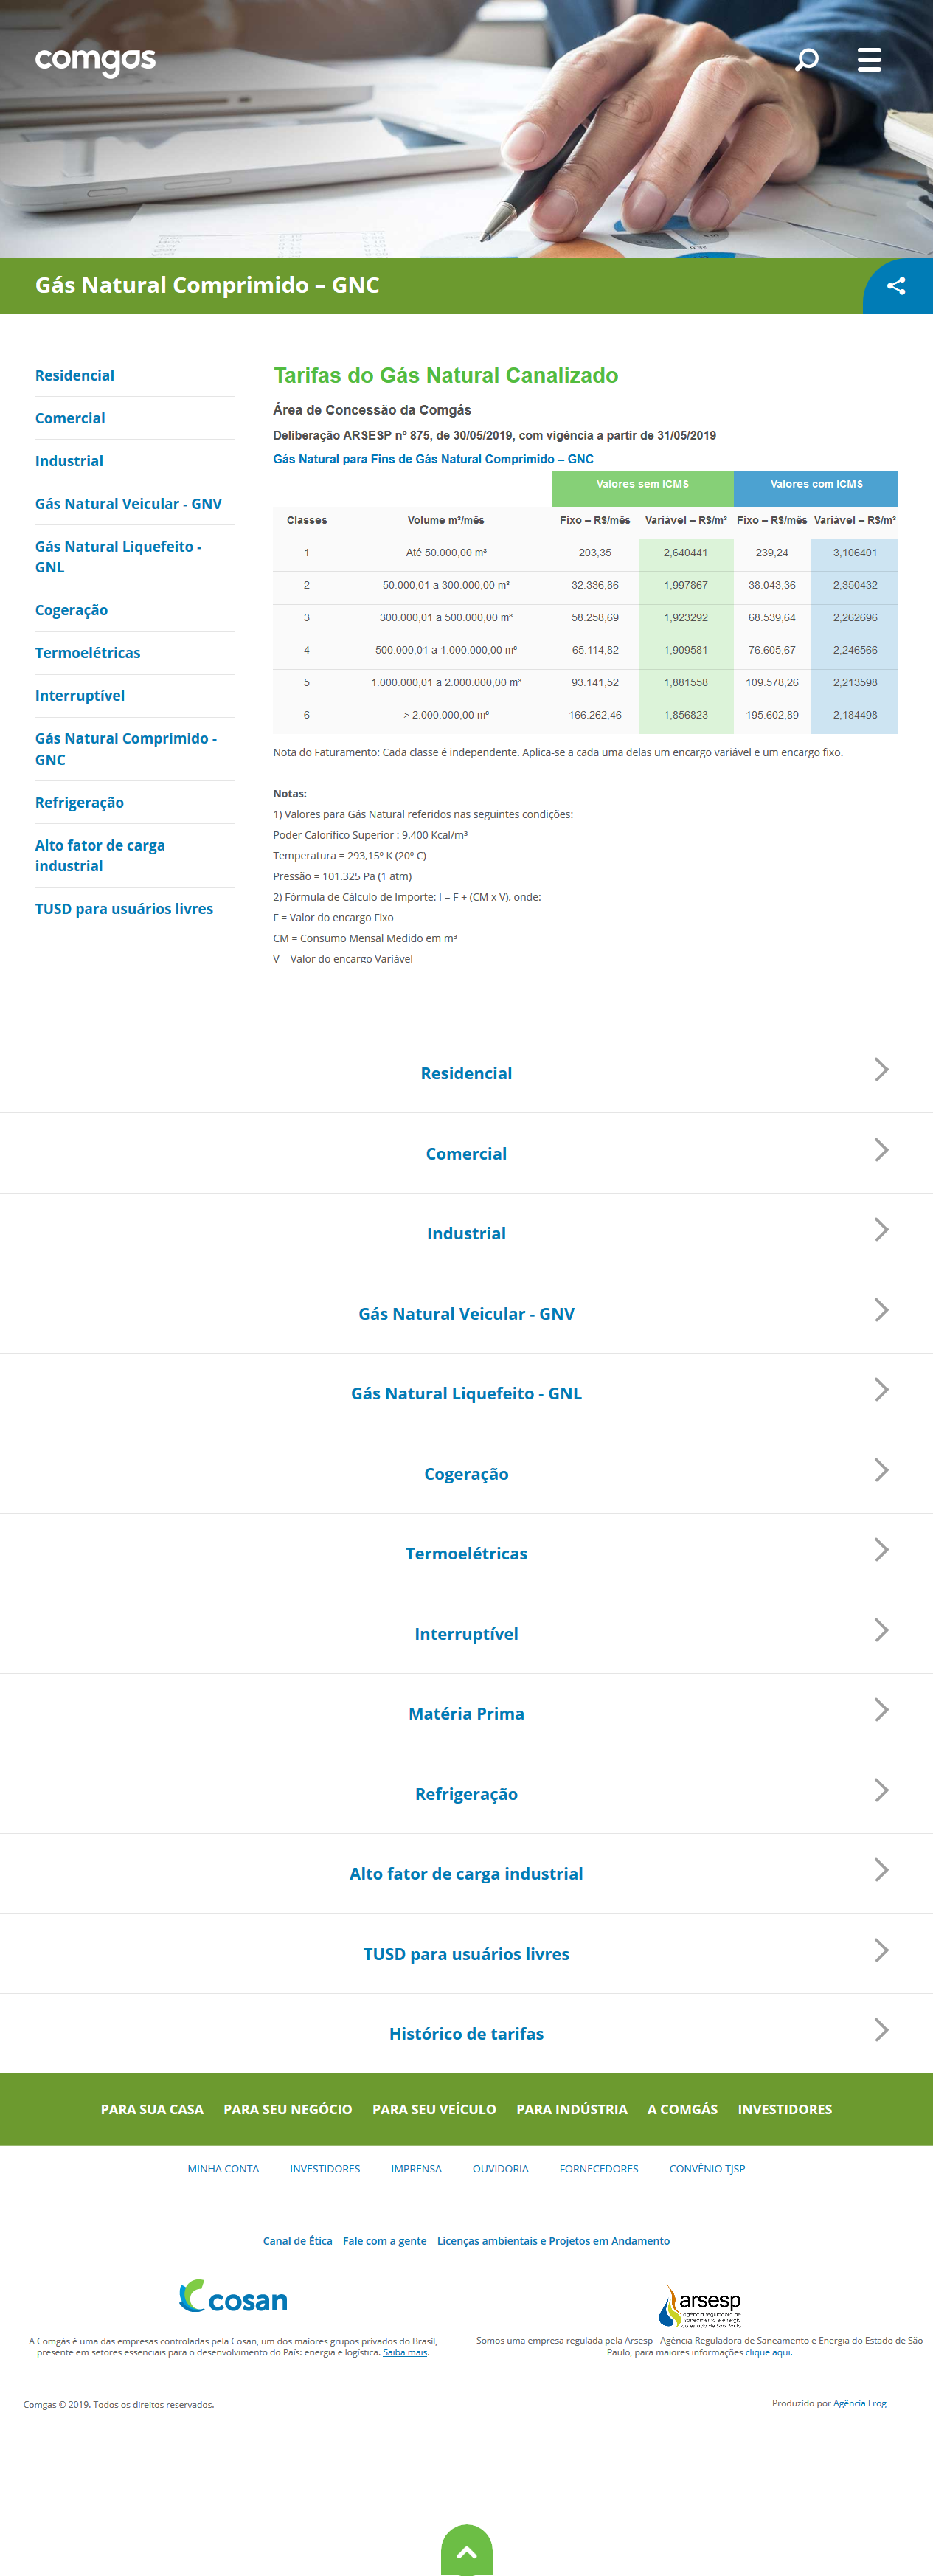 comgas
Gás Natural Comprimido – GNC
Residencial
Comercial
Industrial
Gás Natural Veicular - GNV
Gás Natural Liquefeito -
GNL
Cogeração
Termoelétricas
Interruptível
Gás Natural Comprimido -
GNC
Refrigeração
Alto fator de carga
industrial
TUSD para usuários livres
Tarifas do Gás Natural Canalizado
Área de Concessão da Comgás
Deliberação ARSESP nº 875, de 30/05/2019, com vigência a partir de 31/05/2019
Gás Natural para Fins de Gás Natural Comprimido – GNC
Valores sem ICMS Valores com ICMS
Classes Volume m³/mês Fixo – R$/mês Variável – R$/m³ Fixo – R$/mês Variável – R$/m³
1 Até 50.000,00 m³ 203,35 2,640441 239,24 3,106401
2 50.000,01 a 300.000,00 m³ 32.336,86 1,997867 38.043,36 2,350432
3 300.000,01 a 500.000,00 m³ 58.258,69 1,923292 68.539,64 2,262696
4 500.000,01 a 1.000.000,00 m³ 65.114,82 1,909581 76.605,67 2,246566
5 1.000.000,01 a 2.000.000,00 m³ 93.141,52 1,881558 109.578,26 2,213598
6 > 2.000.000,00 m³ 166.262,46 1,856823 195.602,89 2,184498
Nota do Faturamento: Cada classe é independente. Aplica-se a cada uma delas um encargo variável e um encargo fixo.
Notas:
1) Valores para Gás Natural referidos nas seguintes condições:
Poder Calorífico Superior : 9.400 Kcal/m³
Temperatura = 293,15º K (20º C)
Pressão = 101.325 Pa (1 atm)
2) Fórmula de Cálculo de Importe: I = F + (CM x V), onde:
F = Valor do encargo Fixo
CM = Consumo Mensal Medido em m³
V = Valor do encargo Variável
Residencial
Comercial
Industrial
Gás Natural Veicular - GNV
Gás Natural Liquefeito - GNL
Cogeração
Termoelétricas
Interruptível
Matéria Prima
Refrigeração
Alto fator de carga industrial
TUSD para usuários livres
Histórico de tarifas
PARA SUA CASA PARA SEU NEGÓCIO PARA SEU VEÍCULO PARA INDÚSTRIA A COMGÁS INVESTIDORES
MINHA CONTA INVESTIDORES IMPRENSA OUVIDORIA FORNECEDORES CONVÊNIO TJSP
Canal de Ética Fale com a gente Licenças ambientais e Projetos em Andamento
cosan
A Comgás é uma das empresas controladas pela Cosan, um dos maiores grupos privados do Brasil,
presente em setores essenciais para o desenvolvimento do País: energia e logística. Saiba mais.
arsesp
agência reguladora de
saneamento e energia
do estado de São Paulo
Somos uma empresa regulada pela Arsesp - Agência Reguladora de Saneamento e Energia do Estado de São
Paulo, para maiores informações clique aqui.
Comgas © 2019. Todos os direitos reservados.
Produzido por Agência Frog